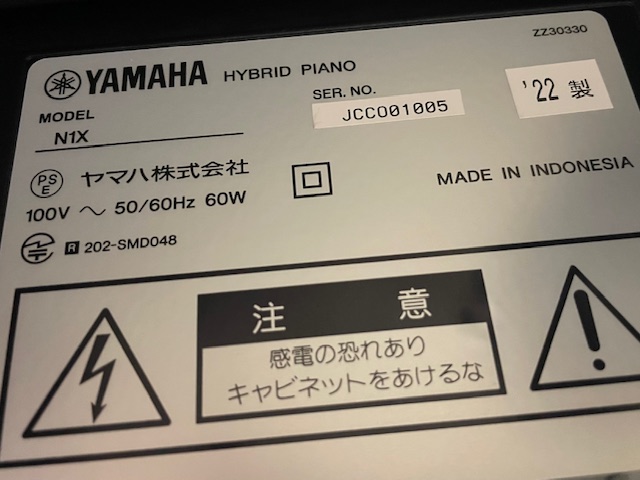 ZZ30330
YAMAHA HYBRID PIANO
MODEL
N1X
SER. NO.
JCCO01005
'22 製
PS
E
ヤマハ株式会社
100V ～ 50/60Hz 60W
MADE IN INDONESIA
R 202-SMD048
注 意
感電の恐れあり
キャビネットをあけるな